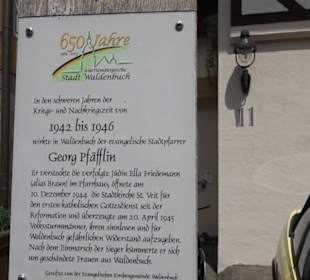 650 Jahre
württembergische
Stadt Waldenbuch
In den schweren Jahren der
Kriegs- und Nachkriegszeit von
1942 bis 1946
wirkte in Waldenbuch der evangelische Stadtpfarrer
Georg Pfäfflin
Er versteckte die verfolgte Jüdin Ella Friedemann
(alias Braun) im Pfarrhaus, öffnete am
10. Dezember 1944 die Stadtkirche St. Veit für
den ersten katholischen Gottesdienst seit der
Reformation und überzeugte am 20. April 1945
Volkssturmmänner, ihren sinnlosen und für
Waldenbuch gefährlichen Widerstand aufzugeben.
Nach dem Einmarsch der Sieger kümmerte er sich
um geschändete Frauen aus Waldenbuch.
Gestiftet von der Evangelischen Kirchengemeinde Waldenbuch
11